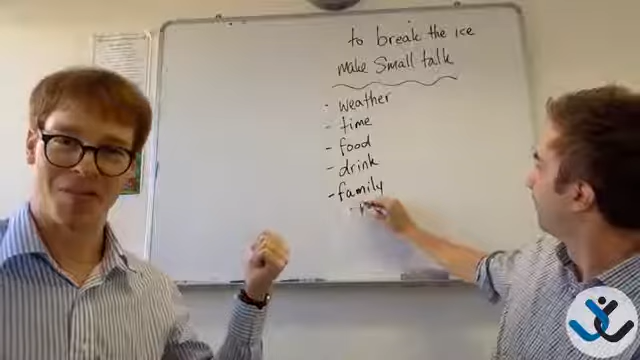 to break the ice
make small talk
- weather
- time
- food
- drink
- family